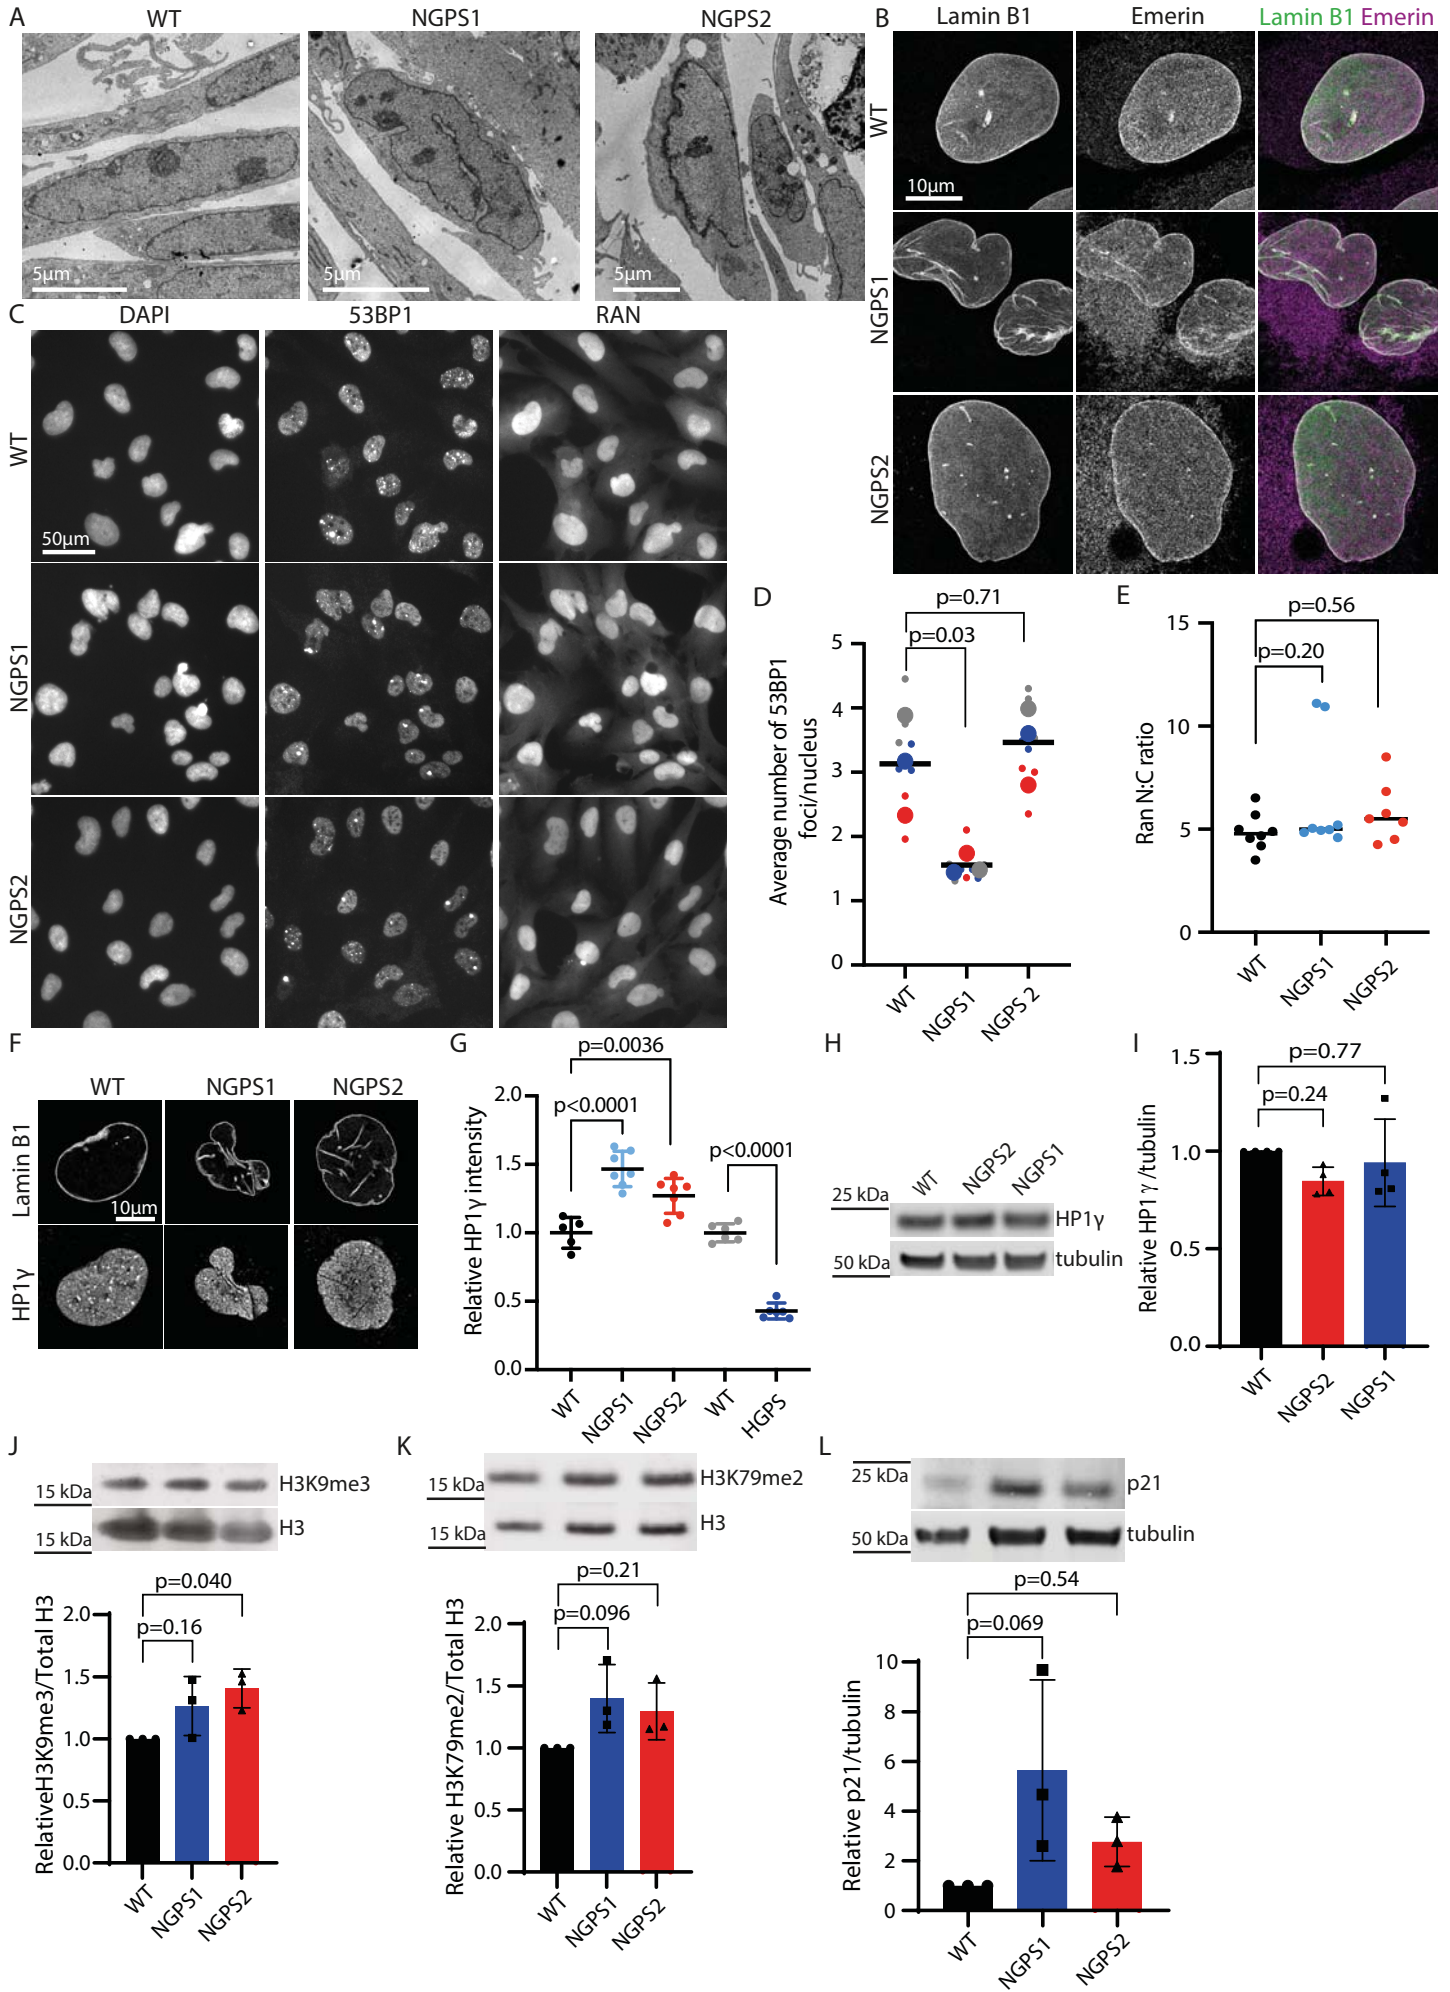 A
WT
NGPS1
NGPS2
5µm
5µm
5µm
B
Lamin B1
Emerin
Lamin B1 Emerin
WT
10µm
NGPS1
NGPS2
C
DAPI
53BP1
RAN
WT
50µm
NGPS1
NGPS2
D
p=0.71
p=0.03
Average number of 53BP1
foci/nucleus
5
4
3
2
1
0
WT
NGPS1
NGPS 2
E
p=0.56
p=0.20
Ran N:C ratio
15
10
5
0
WT
NGPS1
NGPS2
F
WT
NGPS1
NGPS2
Lamin B1
10µm
HP1γ
G
p=0.0036
p<0.0001
p<0.0001
Relative HP1γ intensity
2.0
1.5
1.0
0.5
0.0
WT
NGPS1
NGPS2
WT
HGPS
H
WT
NGPS2
NGPS1
25 kDa
HP1γ
50 kDa
tubulin
I
p=0.77
p=0.24
Relative HP1 γ /tubulin
1.5
1.0
0.5
0.0
WT
NGPS2
NGPS1
J
15 kDa
H3K9me3
15 kDa
H3
p=0.040
p=0.16
RelativeH3K9me3/Total H3
2.0
1.5
1.0
0.5
0.0
WT
NGPS1
NGPS2
K
15 kDa
H3K79me2
15 kDa
H3
p=0.21
p=0.096
Relative H3K79me2/Total H3
2.0
1.5
1.0
0.5
0.0
WT
NGPS1
NGPS2
L
25 kDa
p21
50 kDa
tubulin
p=0.54
p=0.069
Relative p21/tubulin
10
8
6
4
2
0
WT
NGPS1
NGPS2